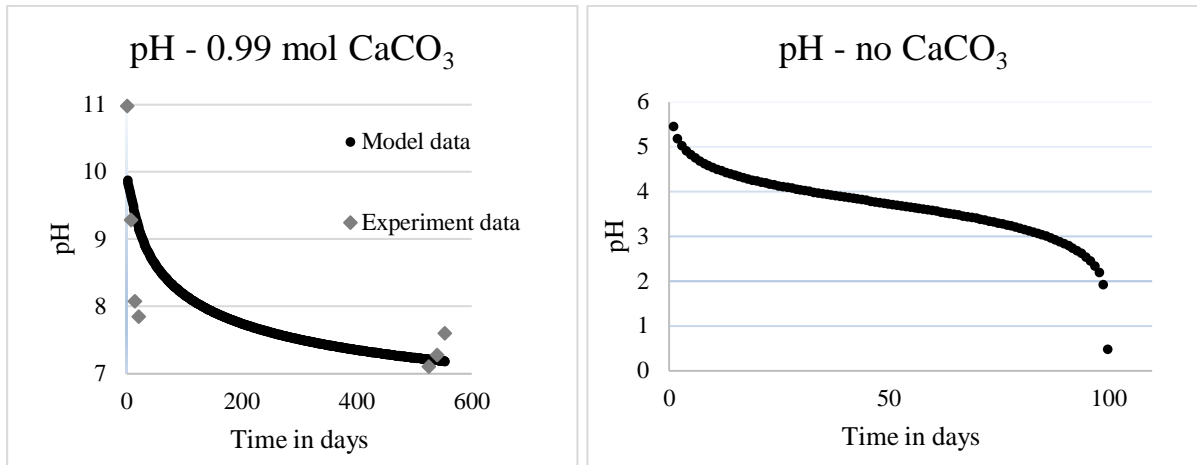 pH - 0.99 mol CaCO₃
11
10
9
8
7
pH
0
200
400
600
Time in days
Model data
Experiment data
pH - no CaCO₃
6
5
4
3
2
1
0
pH
0
50
100
Time in days